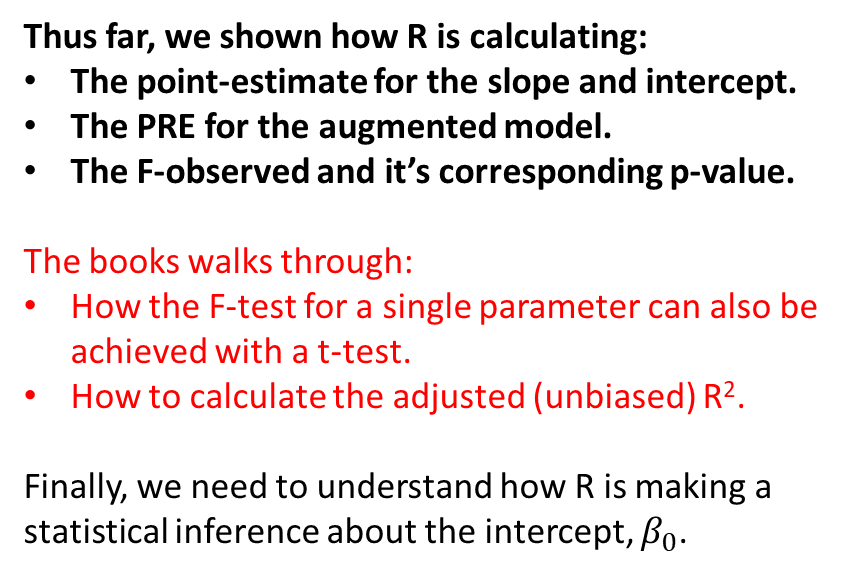 Thus far, we shown how R is calculating:
• The point-estimate for the slope and intercept.
• The PRE for the augmented model.
• The F-observed and it’s corresponding p-value.
The books walks through:
• How the F-test for a single parameter can also be
achieved with a t-test.
• How to calculate the adjusted (unbiased) R².
Finally, we need to understand how R is making a
statistical inference about the intercept, β₀.